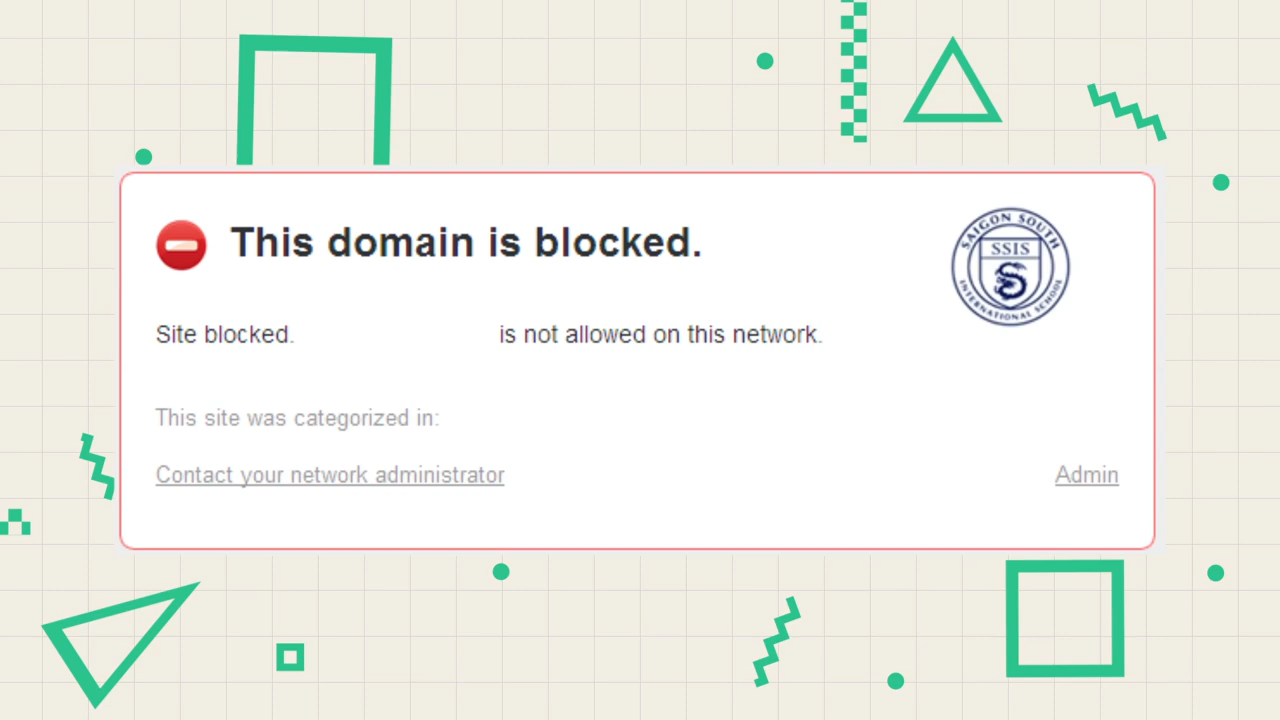 This domain is blocked.
SAIGON SOUTH
SSIS
INTERNATIONAL SCHOOL
Site blocked. is not allowed on this network.
This site was categorized in:
Contact your network administrator
Admin